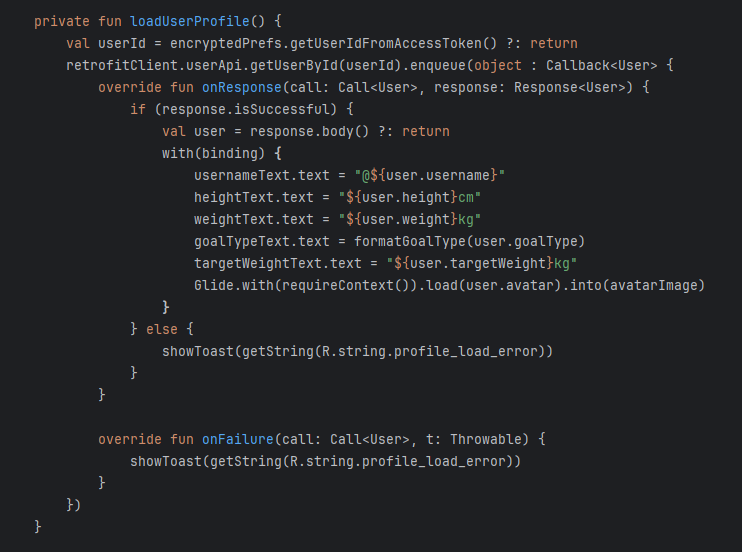 private fun loadUserProfile() {
    val userId = encryptedPrefs.getUserIdFromAccessToken() ?: return
    retrofitClient.userApi.getUserById(userId).enqueue(object : Callback<User> {
        override fun onResponse(call: Call<User>, response: Response<User>) {
            if (response.isSuccessful) {
                val user = response.body() ?: return
                with(binding) {
                    usernameText.text = "@${user.username}"
                    heightText.text = "${user.height}cm"
                    weightText.text = "${user.weight}kg"
                    goalTypeText.text = formatGoalType(user.goalType)
                    targetWeightText.text = "${user.targetWeight}kg"
                    Glide.with(requireContext()).load(user.avatar).into(avatarImage)
                }
            } else {
                showToast(getString(R.string.profile_load_error))
            }
        }

        override fun onFailure(call: Call<User>, t: Throwable) {
            showToast(getString(R.string.profile_load_error))
        }
    })
}